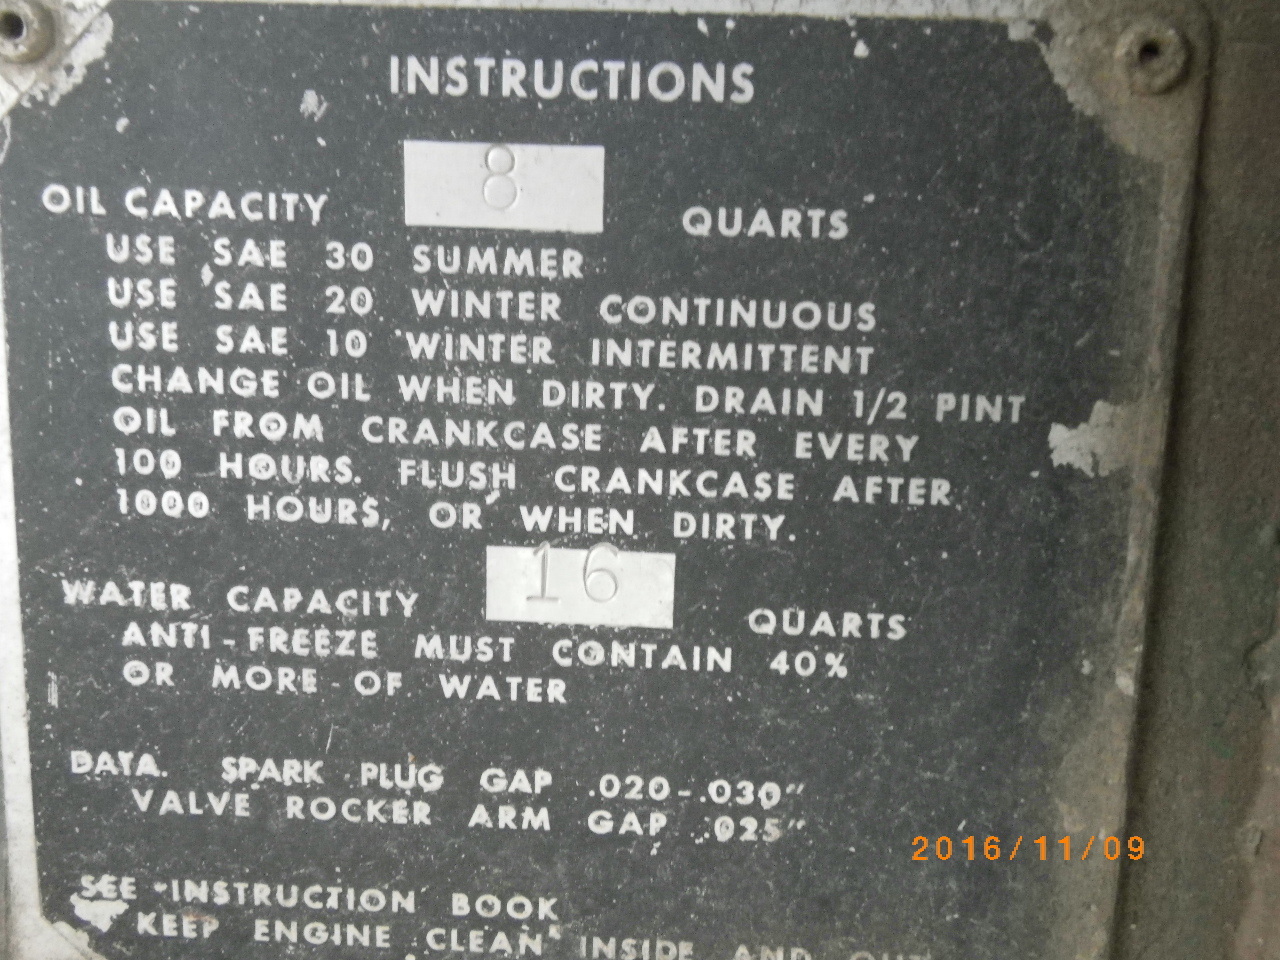 INSTRUCTIONS
OIL CAPACITY 8 QUARTS
USE SAE 30 SUMMER
USE SAE 20 WINTER CONTINUOUS
USE SAE 10 WINTER INTERMITTENT
CHANGE OIL WHEN DIRTY. DRAIN 1/2 PINT
OIL FROM CRANKCASE AFTER EVERY
100 HOURS. FLUSH CRANKCASE AFTER
1000 HOURS, OR WHEN DIRTY.
WATER CAPACITY 16 QUARTS
ANTI-FREEZE MUST CONTAIN 40%
OR MORE OF WATER
DATA. SPARK PLUG GAP .020-.030"
VALVE ROCKER ARM GAP .025"
SEE INSTRUCTION BOOK
KEEP ENGINE CLEAN INSIDE AND OUT
2016/11/09